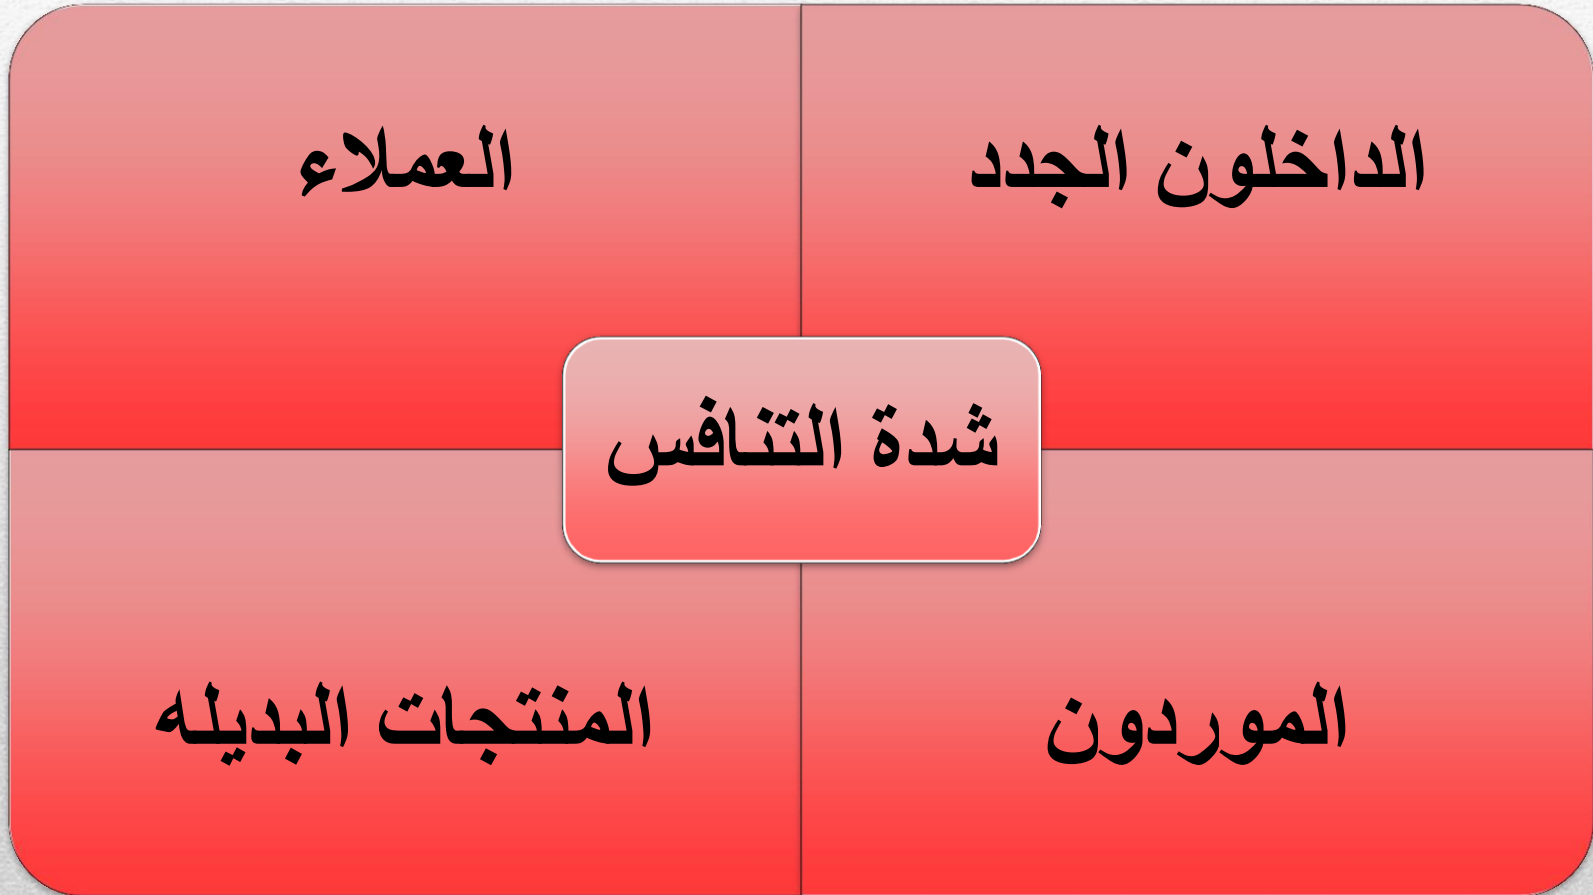 الداخلون الجدد
العملاء
شدة التنافس
الموردون
المنتجات البديله